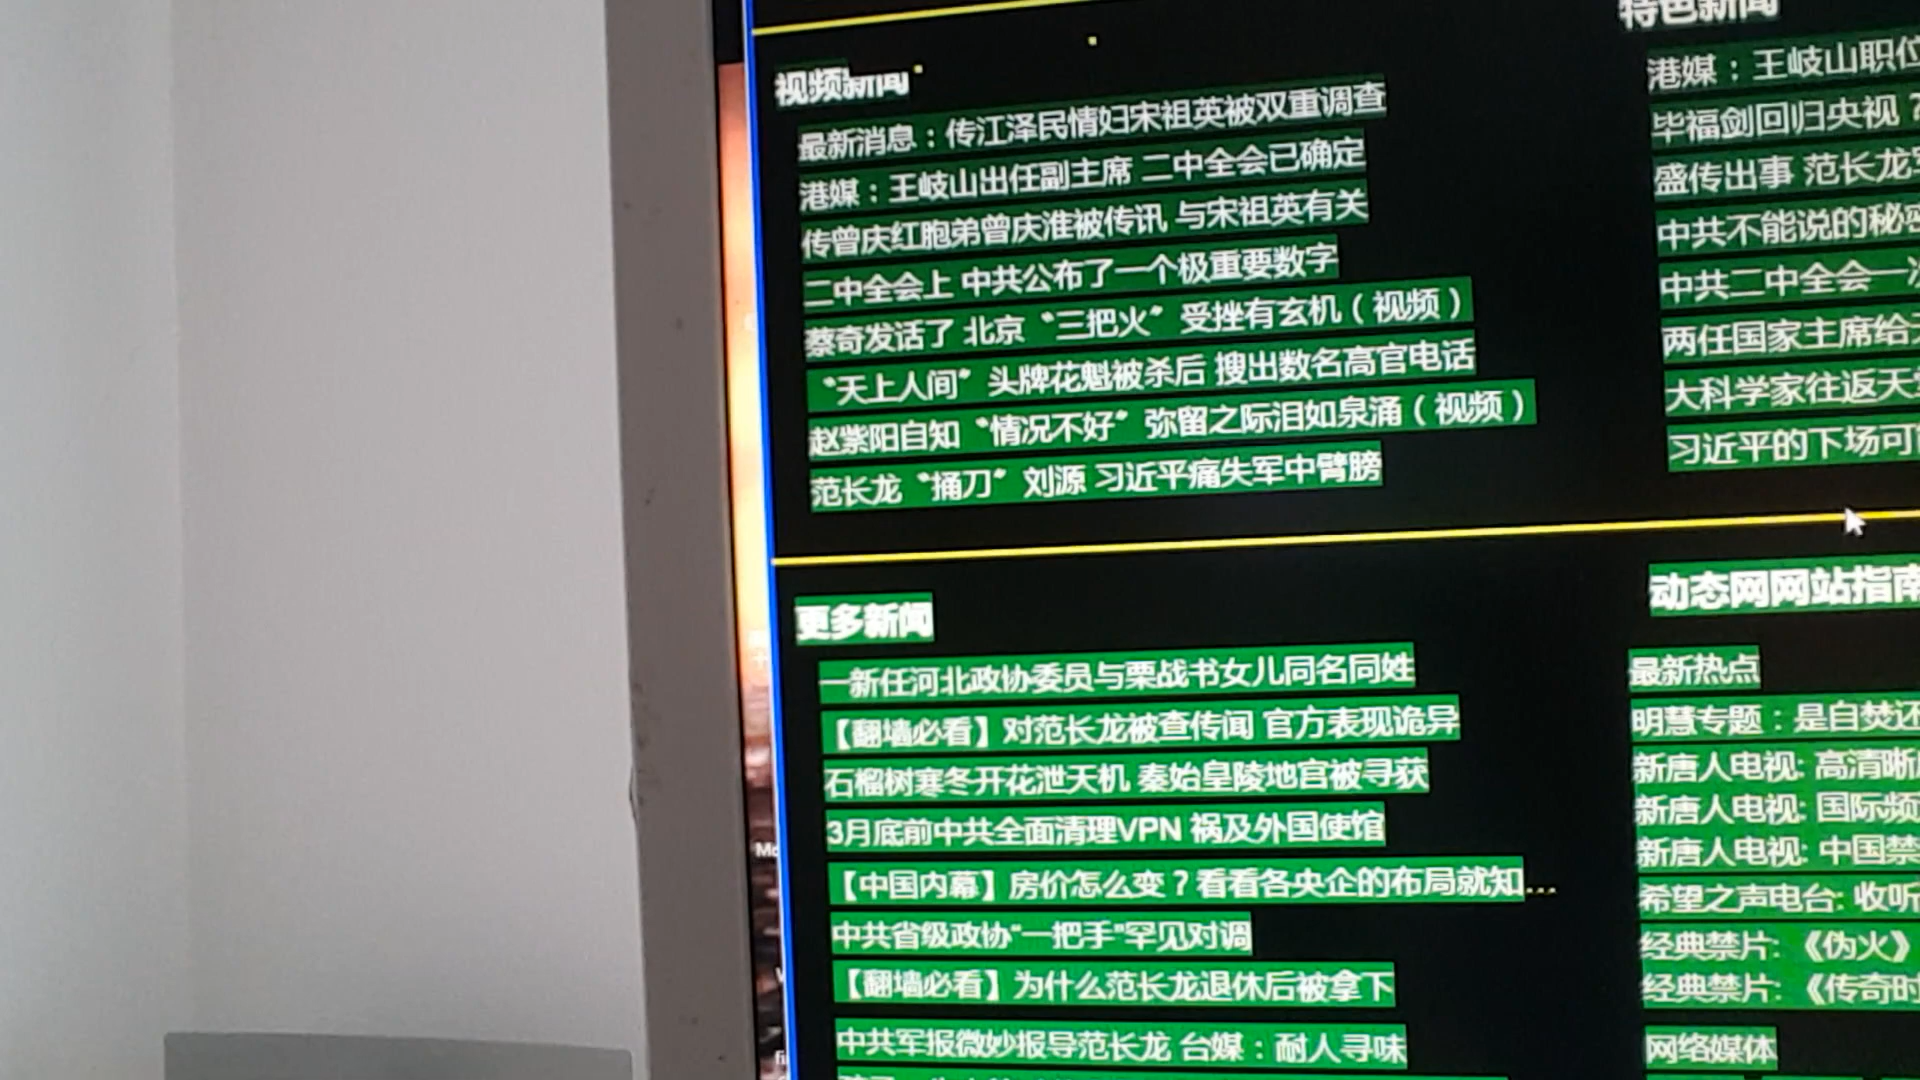 视频新闻
最新消息：传江泽民情妇宋祖英被双重调查
港媒：王岐山出任副主席 二中全会已确定
传曾庆红胞弟曾庆淮被传讯 与宋祖英有关
二中全会上 中共公布了一个极重要数字
蔡奇发话了 北京“三把火”受挫有玄机（视频）
“天上人间”头牌花魁被杀后 搜出数名高官电话
赵紫阳自知“情况不好”弥留之际泪如泉涌（视频）
范长龙“捅刀”刘源 习近平痛失军中臂膀
特色新闻
港媒：王岐山职位
毕福剑回归央视？
盛传出事 范长龙
中共不能说的秘密
中共二中全会一
两任国家主席给
大科学家往返天
习近平的下场可
更多新闻
一新任河北政协委员与栗战书女儿同名同姓
【翻墙必看】对范长龙被查传闻 官方表现诡异
石榴树寒冬开花泄天机 秦始皇陵地宫被寻获
3月底前中共全面清理VPN 祸及外国使馆
【中国内幕】房价怎么变？看看各央企的布局就知...
中共省级政协“一把手”罕见对调
【翻墙必看】为什么范长龙退休后被拿下
中共军报微妙报导范长龙 台媒：耐人寻味
动态网网站指南
最新热点
明慧专题：是自焚还
新唐人电视: 高清晰
新唐人电视: 国际频
新唐人电视: 中国禁
希望之声电台: 收听
经典禁片: 《伪火》
经典禁片: 《传奇时
网络媒体